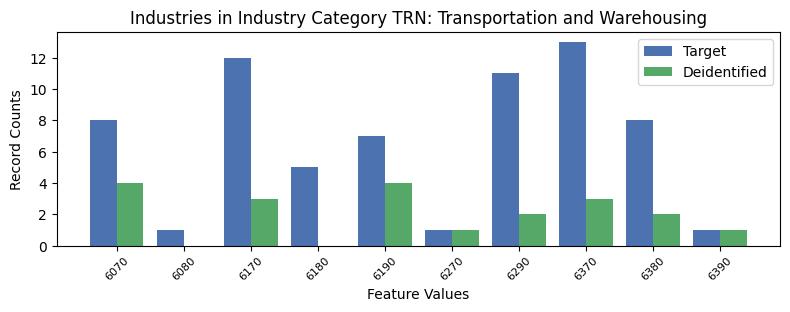 Industries in Industry Category TRN: Transportation and Warehousing
Target
Deidentified
Record Counts
12
10
8
6
4
2
0
6070 6080 6170 6180 6190 6270 6290 6370 6380 6390
Feature Values